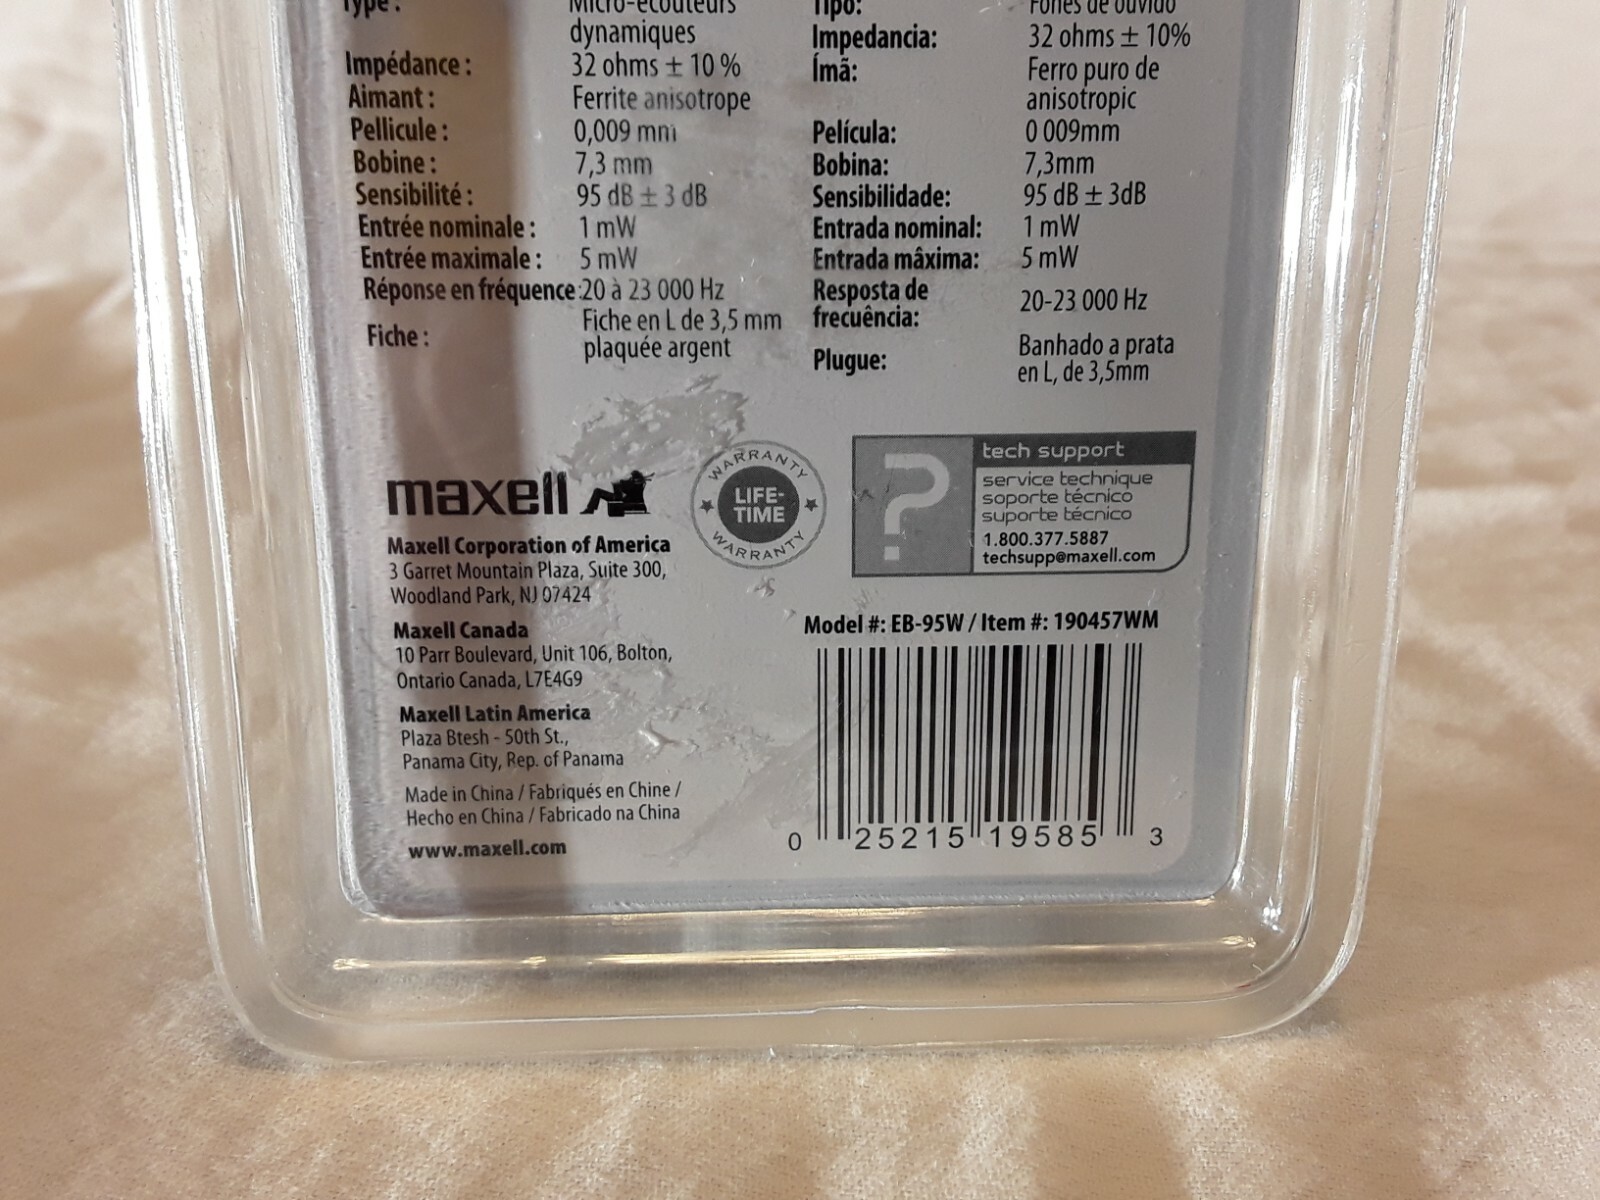 Type :
Micro-écouteurs
dynamiques
Impédance :
32 ohms ± 10 %
Aimant :
Ferrite anisotrope
Pellicule :
0,009 mm
Bobine :
7,3 mm
Sensibilité :
95 dB ± 3 dB
Entrée nominale :
1 mW
Entrée maximale :
5 mW
Réponse en fréquence :
20 à 23 000 Hz
Fiche :
Fiche en L de 3,5 mm
plaquée argent
Tipo:
Fones de ouvido
Impedancia:
32 ohms ± 10%
Ímã:
Ferro puro de
anisotropic
Película:
0 009mm
Bobina:
7,3mm
Sensibilidade:
95 dB ± 3dB
Entrada nominal:
1 mW
Entrada mâxima:
5 mW
Resposta de
frecuência:
20-23 000 Hz
Plugue:
Banhado a prata
en L, de 3,5mm
maxell
Maxell Corporation of America
3 Garret Mountain Plaza, Suite 300,
Woodland Park, NJ 07424
Maxell Canada
10 Parr Boulevard, Unit 106, Bolton,
Ontario Canada, L7E4G9
Maxell Latin America
Plaza Btesh - 50th St.,
Panama City, Rep. of Panama
Made in China / Fabriqués en Chine /
Hecho en China / Fabricado na China
www.maxell.com
WARRANTY
LIFE-
TIME
WARRANTY
?
tech support
service technique
soporte técnico
suporte técnico
1.800.377.5887
techsupp@maxell.com
Model #: EB-95W / Item #: 190457WM
0 25215 19585 3